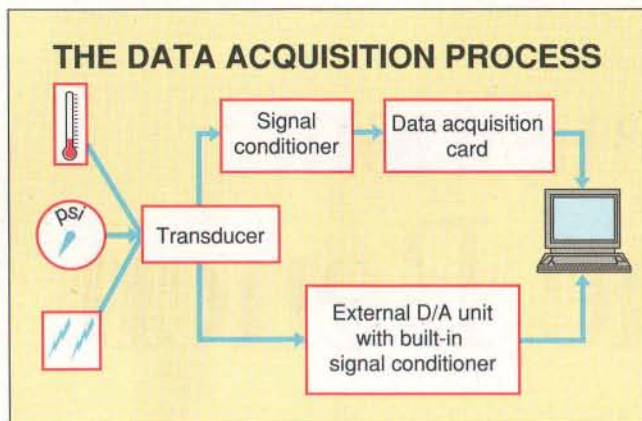 THE DATA ACQUISITION PROCESS
Signal
conditioner
Data acquisition
card
psi
Transducer
External D/A unit
with built-in
signal conditioner